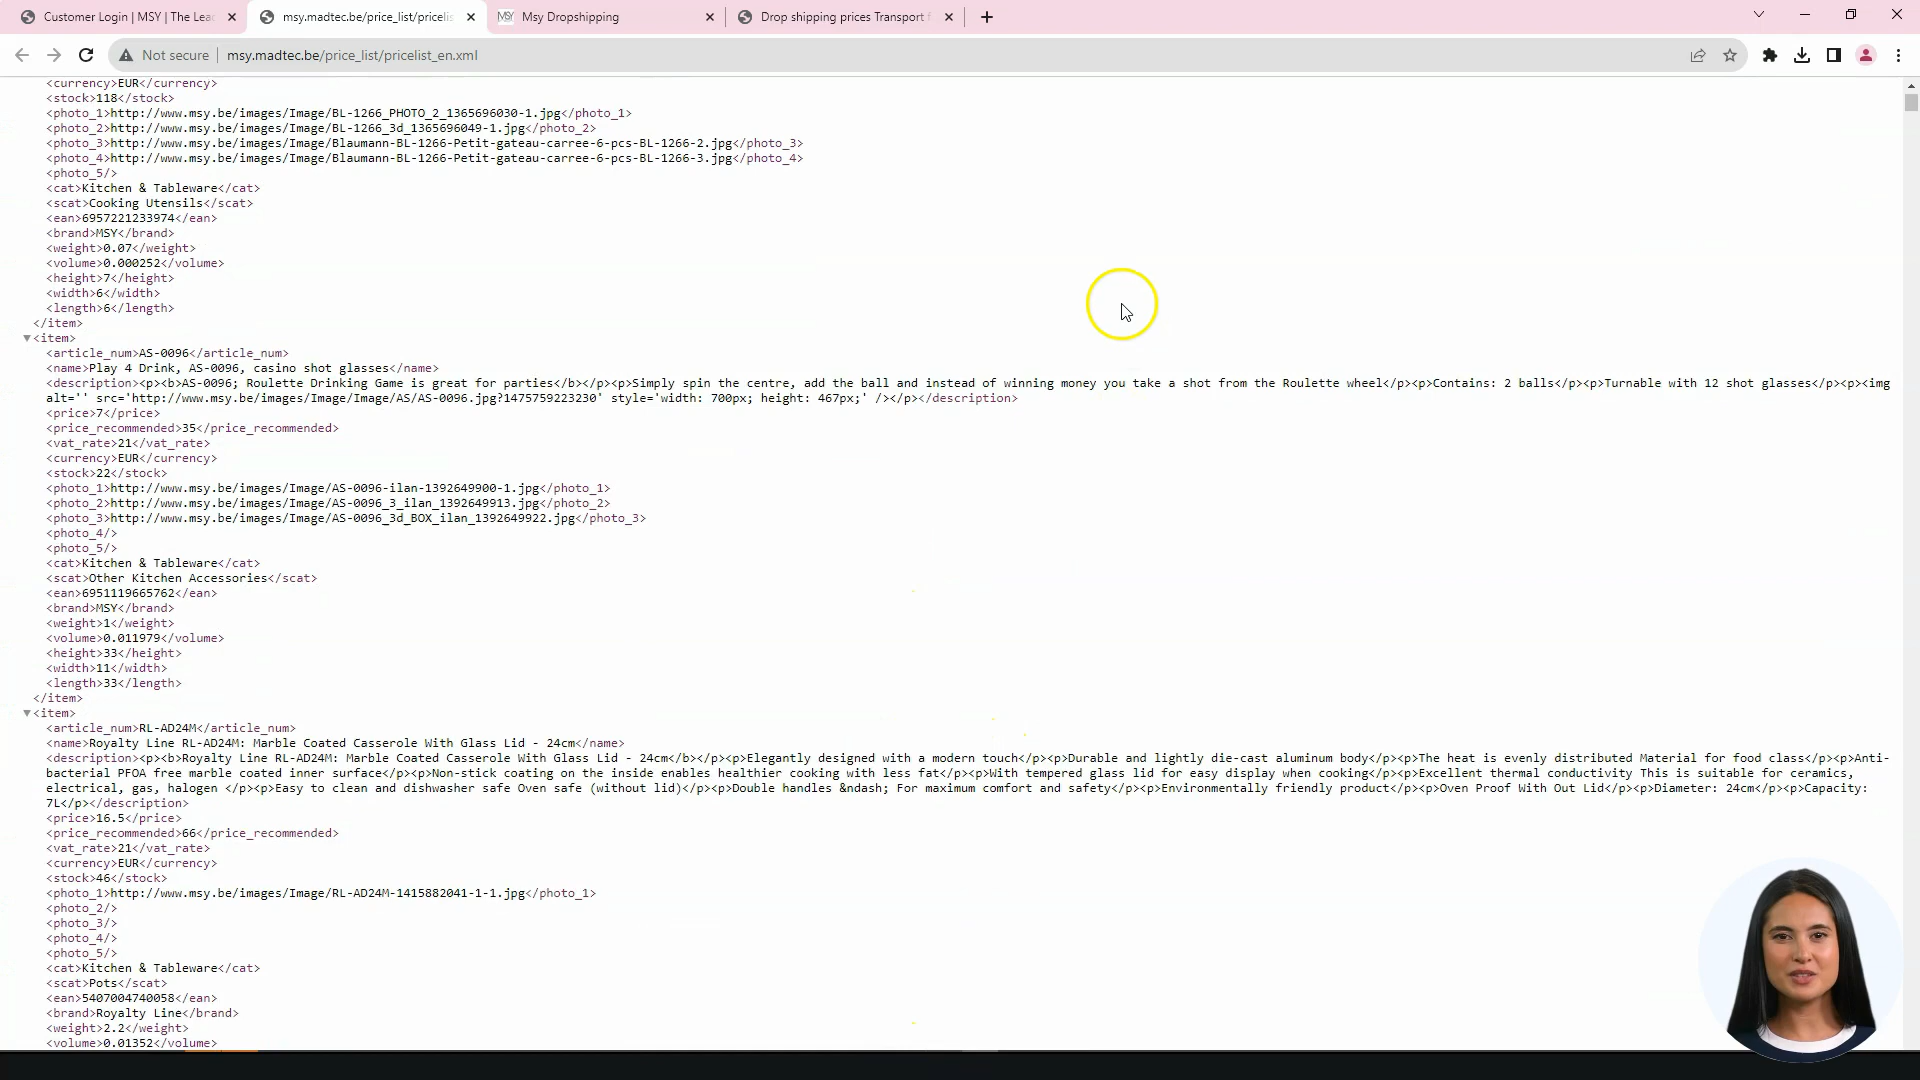 Customer Login | MSY | The Lea
msy.madtec.be/price_list/priceli
MSY Msy Dropshipping
Drop shipping prices Transport f
Not secure msy.madtec.be/price_list/pricelist_en.xml
<currency>EUR</currency>
<stock>118</stock>
<photo_1>http://www.msy.be/images/Image/BL-1266_PHOTO_2_1365696030-1.jpg</photo_1>
<photo_2>http://www.msy.be/images/Image/BL-1266_3d_1365696049-1.jpg</photo_2>
<photo_3>http://www.msy.be/images/Image/Blaumann-BL-1266-Petit-gateau-carree-6-pcs-BL-1266-2.jpg</photo_3>
<photo_4>http://www.msy.be/images/Image/Blaumann-BL-1266-Petit-gateau-carree-6-pcs-BL-1266-3.jpg</photo_4>
<photo_5/>
<cat>Kitchen & Tableware</cat>
<scat>Cooking Utensils</scat>
<ean>6957221233974</ean>
<brand>MSY</brand>
<weight>0.07</weight>
<volume>0.000252</volume>
<height>7</height>
<width>6</width>
<length>6</length>
</item>
<item>
<article_num>AS-0096</article_num>
<name>Play 4 Drink, AS-0096, casino shot glasses</name>
<description><p><b>AS-0096; Roulette Drinking Game is great for parties</b></p><p>Simply spin the centre, add the ball and instead of winning money you take a shot from the Roulette wheel</p><p>Contains: 2 balls</p><p>Turnable with 12 shot glasses</p><p><img
alt='' src='http://www.msy.be/images/Image/Image/AS/AS-0096.jpg?1475759223230' style='width: 700px; height: 467px;' /></p></description>
<price>7</price>
<price_recommended>35</price_recommended>
<vat_rate>21</vat_rate>
<currency>EUR</currency>
<stock>22</stock>
<photo_1>http://www.msy.be/images/Image/AS-0096-ilan-1392649900-1.jpg</photo_1>
<photo_2>http://www.msy.be/images/Image/AS-0096_3_ilan_1392649913.jpg</photo_2>
<photo_3>http://www.msy.be/images/Image/AS-0096_3d_BOX_ilan_1392649922.jpg</photo_3>
<photo_4/>
<photo_5/>
<cat>Kitchen & Tableware</cat>
<scat>Other Kitchen Accessories</scat>
<ean>6951119665762</ean>
<brand>MSY</brand>
<weight>1</weight>
<volume>0.011979</volume>
<height>33</height>
<width>11</width>
<length>33</length>
</item>
<item>
<article_num>RL-AD24M</article_num>
<name>Royalty Line RL-AD24M: Marble Coated Casserole With Glass Lid - 24cm</name>
<description><p><b>Royalty Line RL-AD24M: Marble Coated Casserole With Glass Lid - 24cm</b></p><p>Elegantly designed with a modern touch</p><p>Durable and lightly die-cast aluminum body</p><p>The heat is evenly distributed Material for food class</p><p>Anti-
bacterial PFOA free marble coated inner surface</p><p>Non-stick coating on the inside enables healthier cooking with less fat</p><p>With tempered glass lid for easy display when cooking</p><p>Excellent thermal conductivity This is suitable for ceramics,
electrical, gas, halogen </p><p>Easy to clean and dishwasher safe Oven safe (without lid)</p><p>Double handles &ndash; For maximum comfort and safety</p><p>Environmentally friendly product</p><p>Oven Proof With Out Lid</p><p>Diameter: 24cm</p><p>Capacity:
7L</p></description>
<price>16.5</price>
<price_recommended>66</price_recommended>
<vat_rate>21</vat_rate>
<currency>EUR</currency>
<stock>46</stock>
<photo_1>http://www.msy.be/images/Image/RL-AD24M-1415882041-1-1.jpg</photo_1>
<photo_2/>
<photo_3/>
<photo_4/>
<photo_5/>
<cat>Kitchen & Tableware</cat>
<scat>Pots</scat>
<ean>5407004740058</ean>
<brand>Royalty Line</brand>
<weight>2.2</weight>
<volume>0.01352</volume>